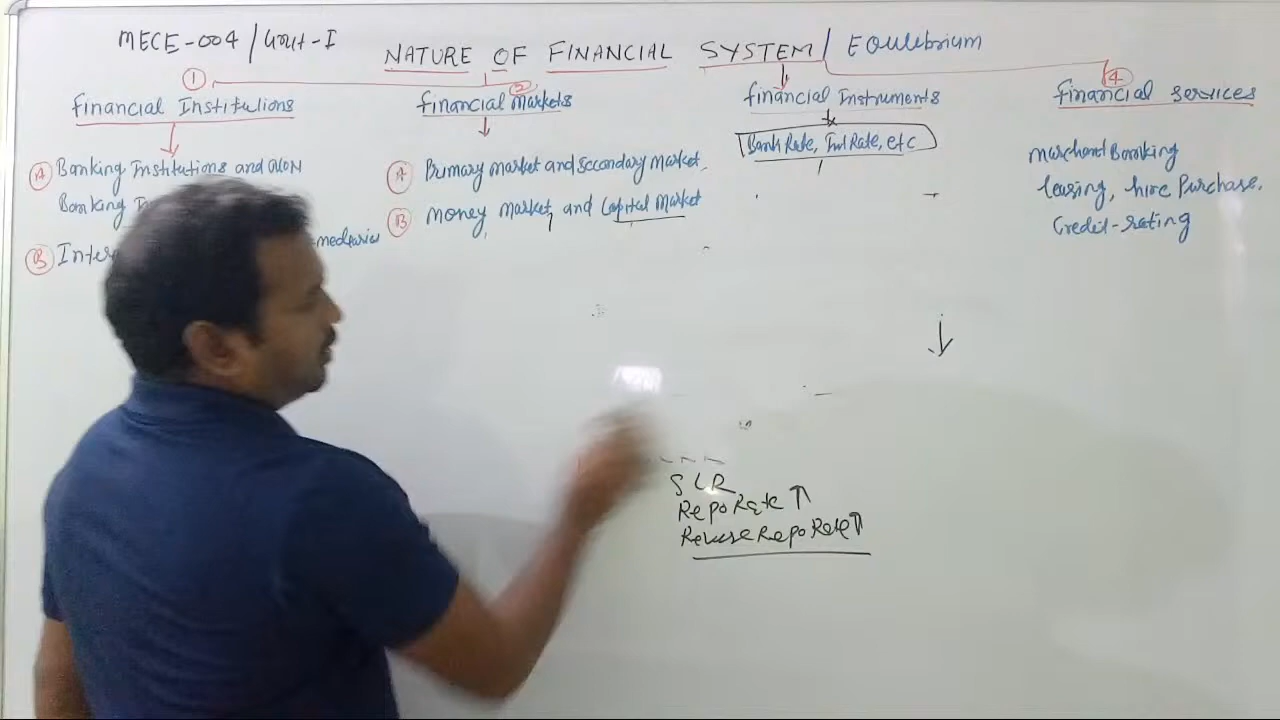 MECE-004/Unit-I
NATURE OF FINANCIAL SYSTEM/ Equilibrium
① Financial Institutions
Ⓐ Banking Institutions and NON
Banking
Ⓑ Inter mediaries
② Financial Markets
Ⓐ Primary market and Secondary market.
Ⓑ money market, and Capital market
financial Instruments
Bank Rate, Int Rate, etc
④ Financial services
Merchant Banking
leasing, hire Purchase.
Credit-rating
SLR
Repo Rate ↑
Reverse Repo Rate ↑